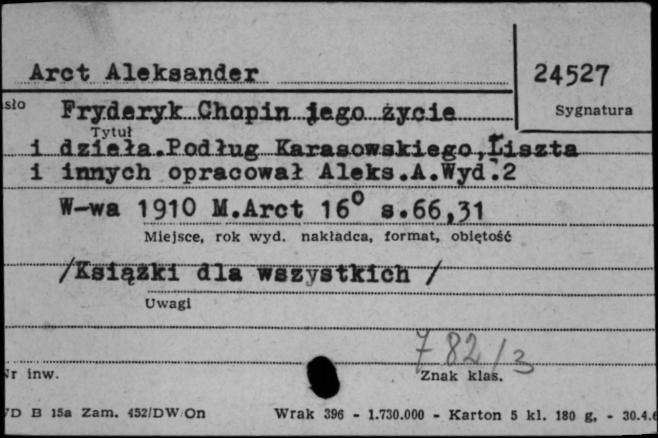 Arct Aleksander
24527
sło Fryderyk Chopin jego życie
Sygnatura
Tytuł
i dzieła.Podług Karasowskiego,Liszta
i innych opracował Aleks.A.Wyd.2
W-wa 1910 M.Arct 16° s.66,31
Miejsce, rok wyd. nakładca, format, obiętość
/Książki dla wszystkich /
Uwagi
782/3
Nr inw.
Znak klas.
D B 15a Zam. 452/DW/On Wrak 396 - 1.730.000 - Karton 5 kl. 180 g, - 30.4.6